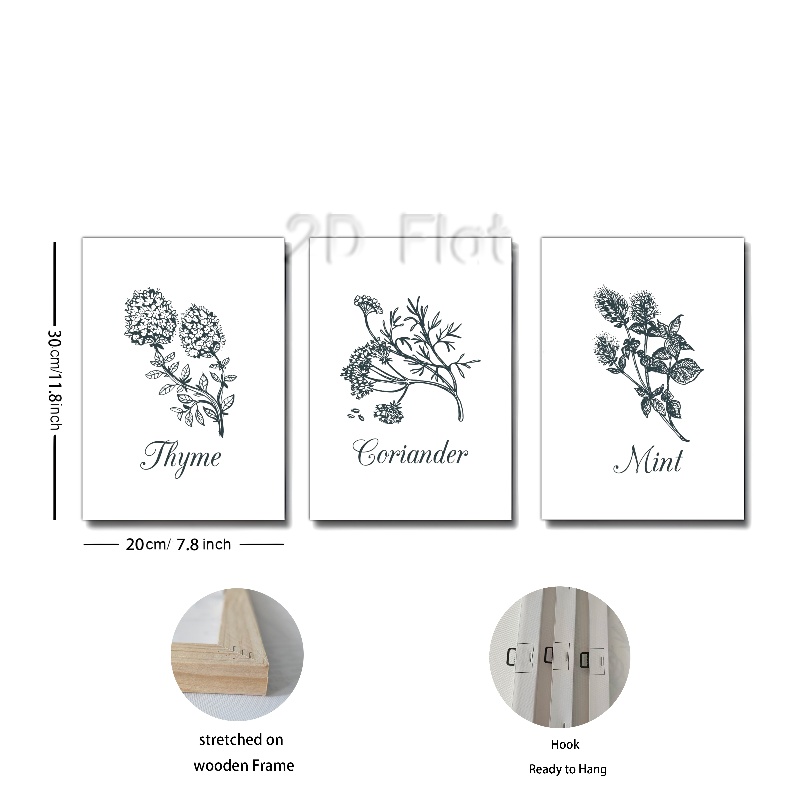 2D Flat
30cm/11.8inch
Thyme
Coriander
Mint
20cm/ 7.8 inch
stretched on
wooden Frame
Hook
Ready to Hang